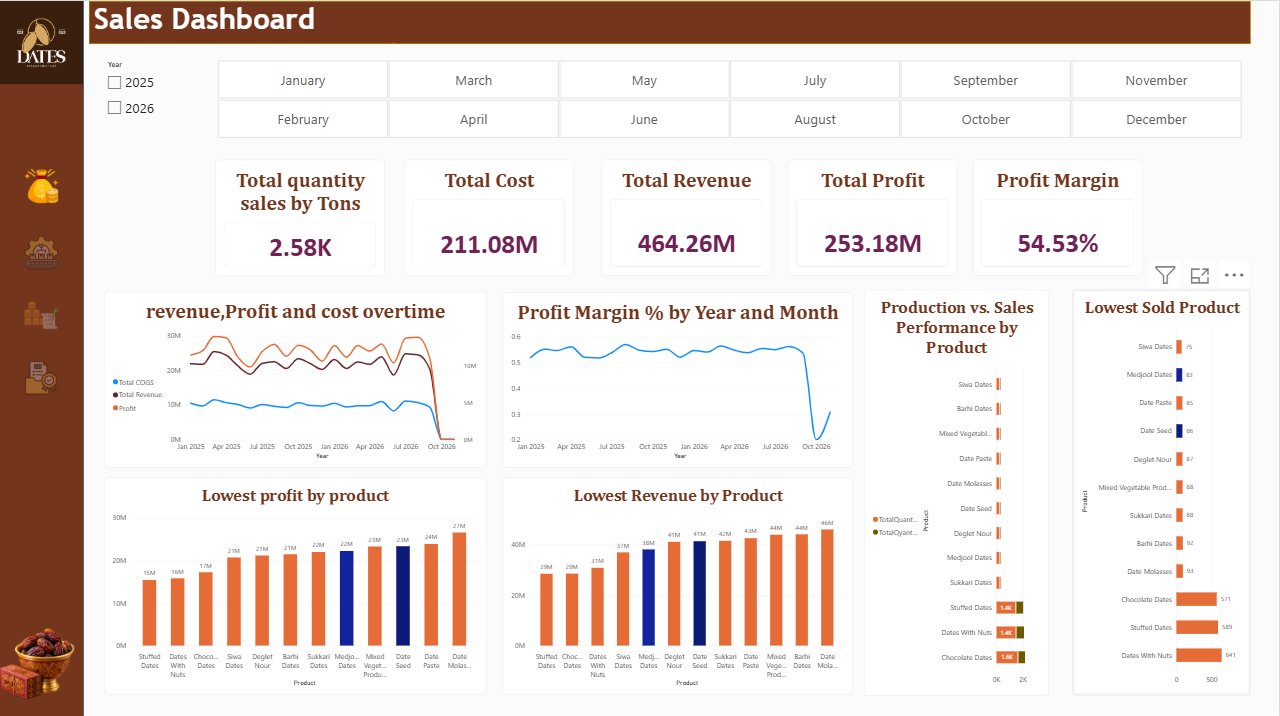 Sales Dashboard
DATES
Year
2025
2026
January
March
May
July
September
November
February
April
June
August
October
December
Total quantity
sales by Tons
2.58K
Total Cost
211.08M
Total Revenue
464.26M
Total Profit
253.18M
Profit Margin
54.53%
revenue,Profit and cost overtime
30M
20M
10M
0M
10M
5M
0M
Total COGS
Total Revenue
Profit
Jan 2025
Apr 2025
Jul 2025
Oct 2025
Jan 2026
Apr 2026
Jul 2026
Oct 2026
Year
Profit Margin % by Year and Month
0.6
0.5
0.4
0.3
0.2
Jan 2025
Apr 2025
Jul 2025
Oct 2025
Jan 2026
Apr 2026
Jul 2026
Oct 2026
Year
Production vs. Sales
Performance by
Product
TotalQuant...
TotalQyant...
Product
Siwa Dates
Barhi Dates
Mixed Vegetabl...
Date Paste
Date Molasses
Date Seed
Deglet Nour
Medjool Dates
Sukkari Dates
Stuffed Dates
1.4K
Dates With Nuts
1.4K
Chocolate Dates
1.6K
0K
2K
Lowest Sold Product
Product
Siwa Dates
75
Medjool Dates
83
Date Paste
85
Date Seed
86
Deglet Nour
87
Mixed Vegetable Prod...
88
Sukkari Dates
88
Barhi Dates
92
Date Molasses
93
Chocolate Dates
571
Stuffed Dates
589
Dates With Nuts
641
0
500
Lowest profit by product
30M
20M
10M
0M
15M
16M
17M
21M
21M
21M
22M
22M
23M
23M
24M
27M
Stuffed
Dates
Dates
With
Nuts
Choco...
Dates
Siwa
Dates
Deglet
Nour
Barhi
Dates
Sukkari
Dates
Medjo...
Dates
Mixed
Veget...
Produ...
Date
Seed
Date
Paste
Date
Molas...
Product
Lowest Revenue by Product
40M
20M
0M
29M
29M
31M
37M
38M
41M
41M
42M
43M
44M
44M
46M
Stuffed
Dates
Choc...
Dates
Dates
With
Nuts
Siwa
Dates
Medj...
Dates
Deglet
Nour
Date
Seed
Sukkari
Dates
Date
Paste
Mixed
Vege...
Prod...
Barhi
Dates
Date
Mola...
Product